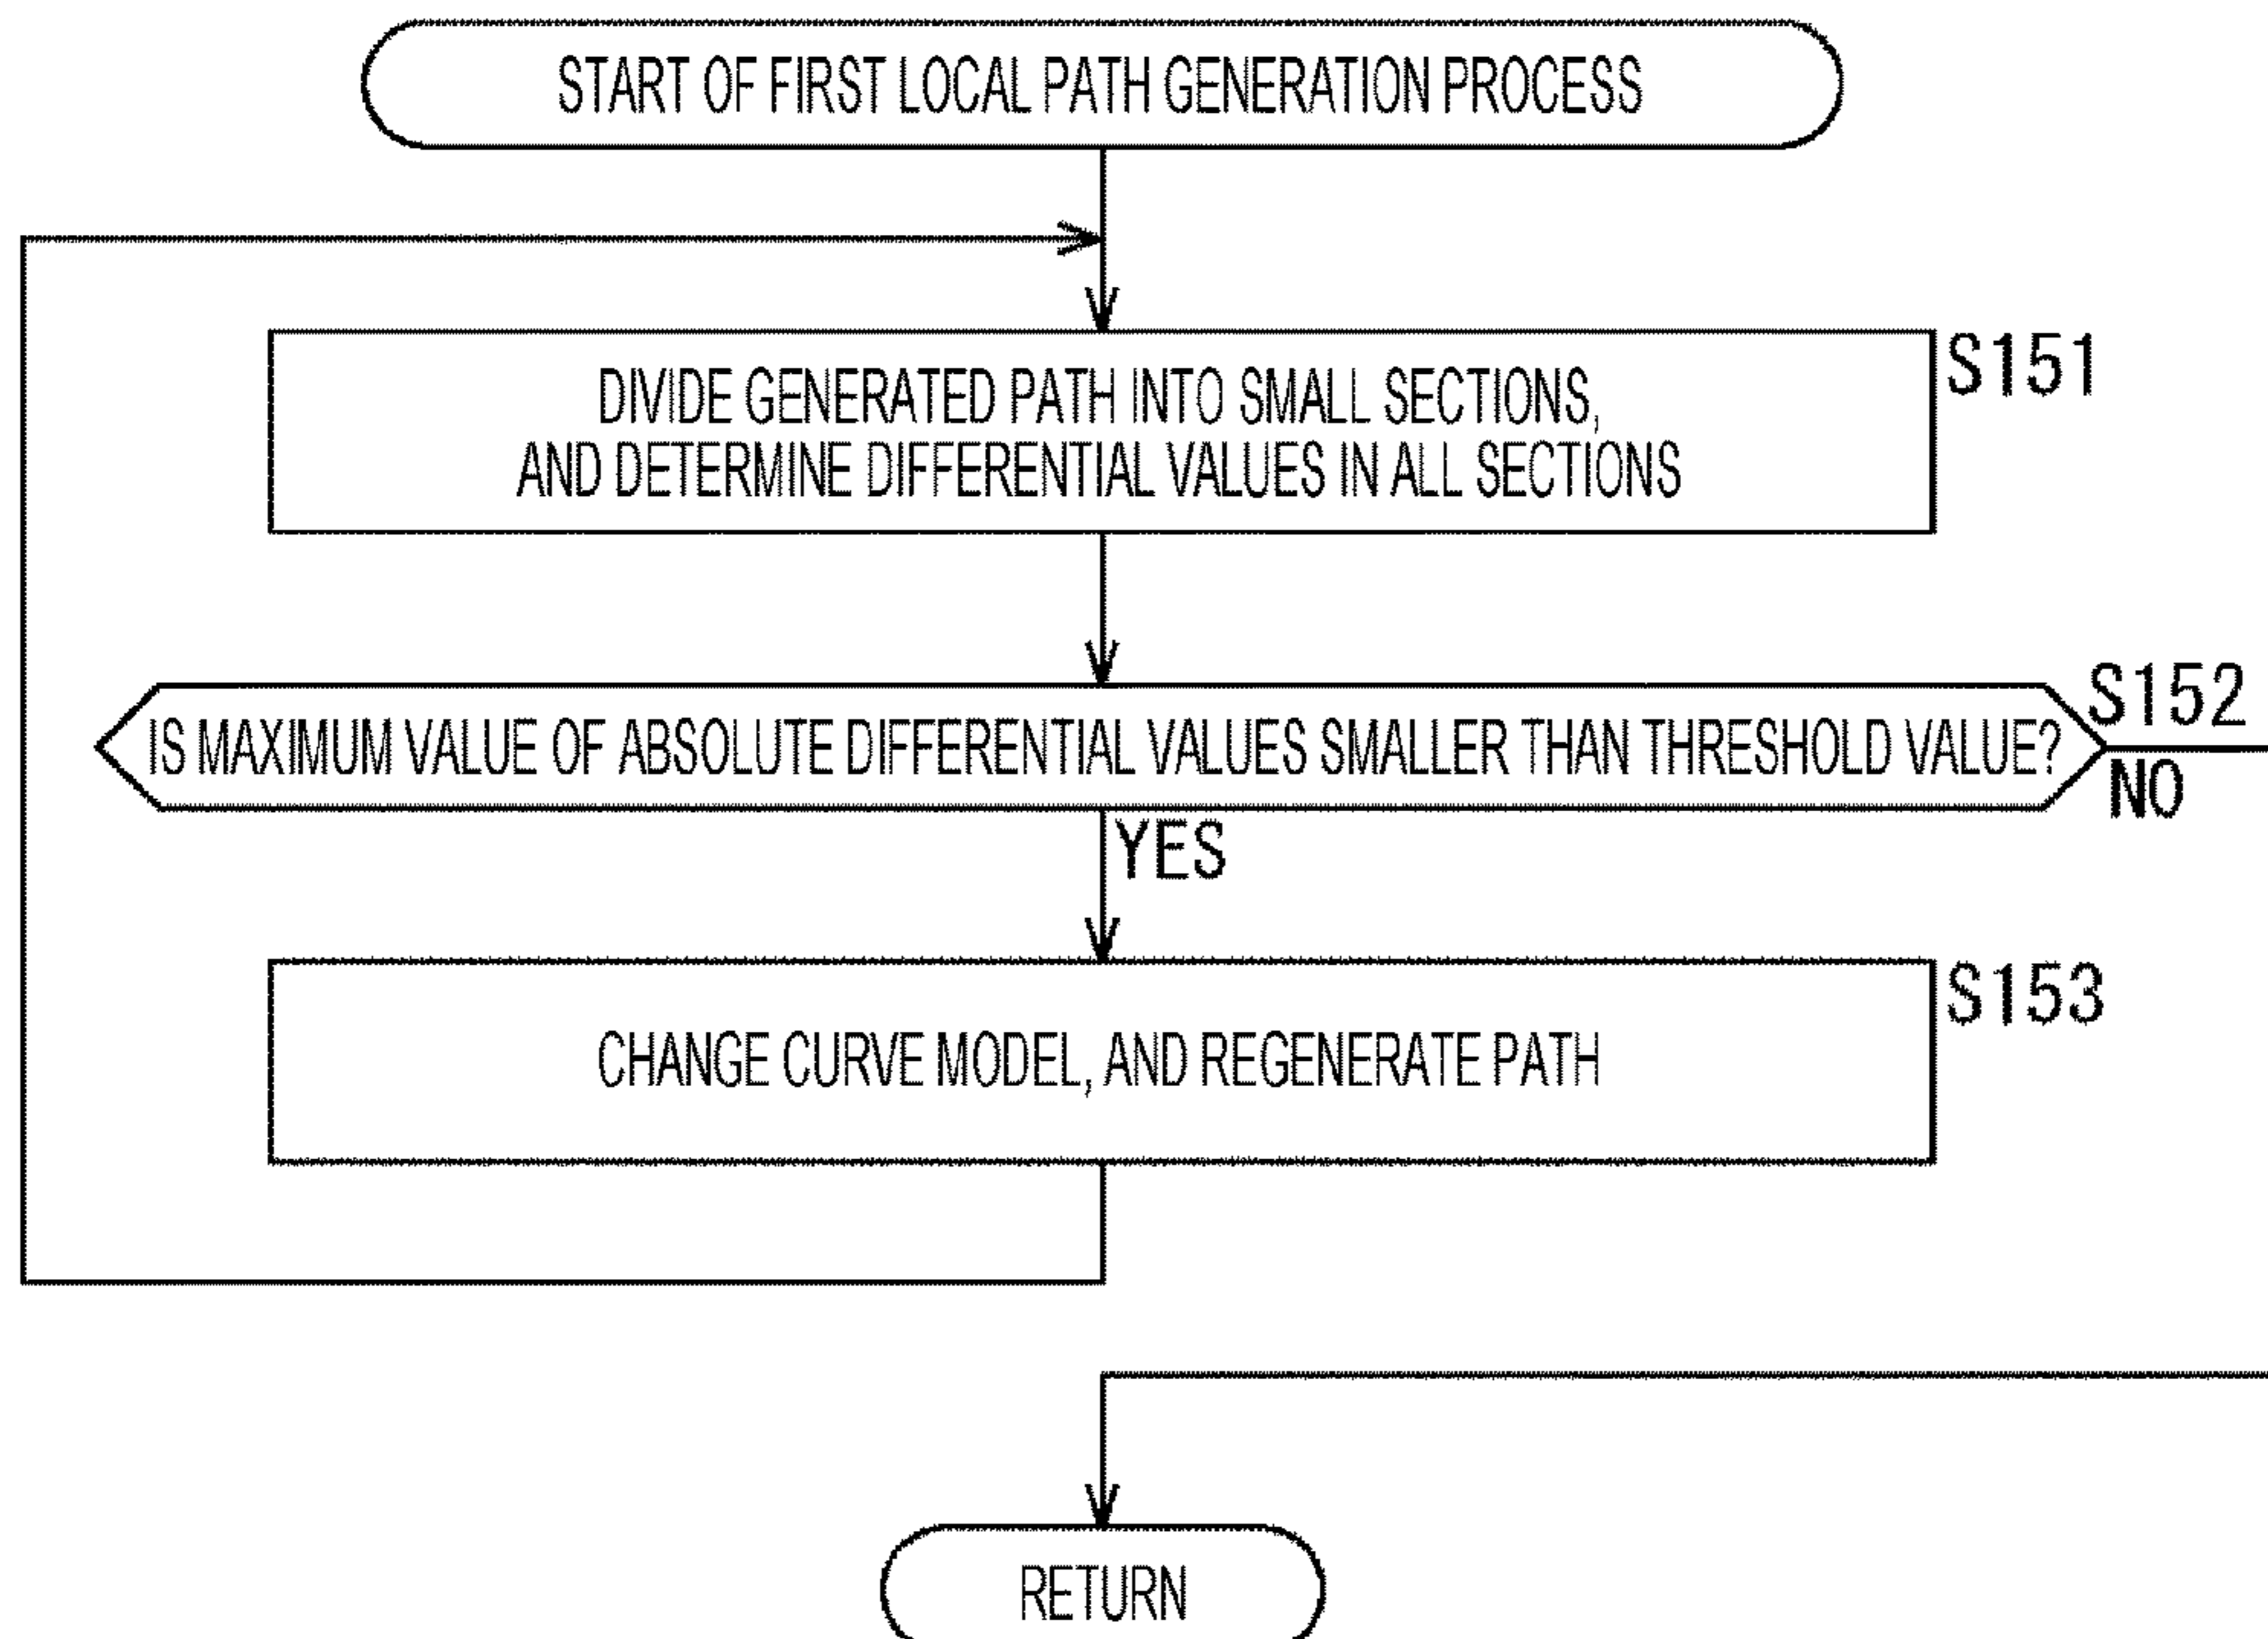 START OF FIRST LOCAL PATH GENERATION PROCESS
DIVIDE GENERATED PATH INTO SMALL SECTIONS,
AND DETERMINE DIFFERENTIAL VALUES IN ALL SECTIONS
S151
IS MAXIMUM VALUE OF ABSOLUTE DIFFERENTIAL VALUES SMALLER THAN THRESHOLD VALUE?
S152
NO
YES
CHANGE CURVE MODEL, AND REGENERATE PATH
S153
RETURN